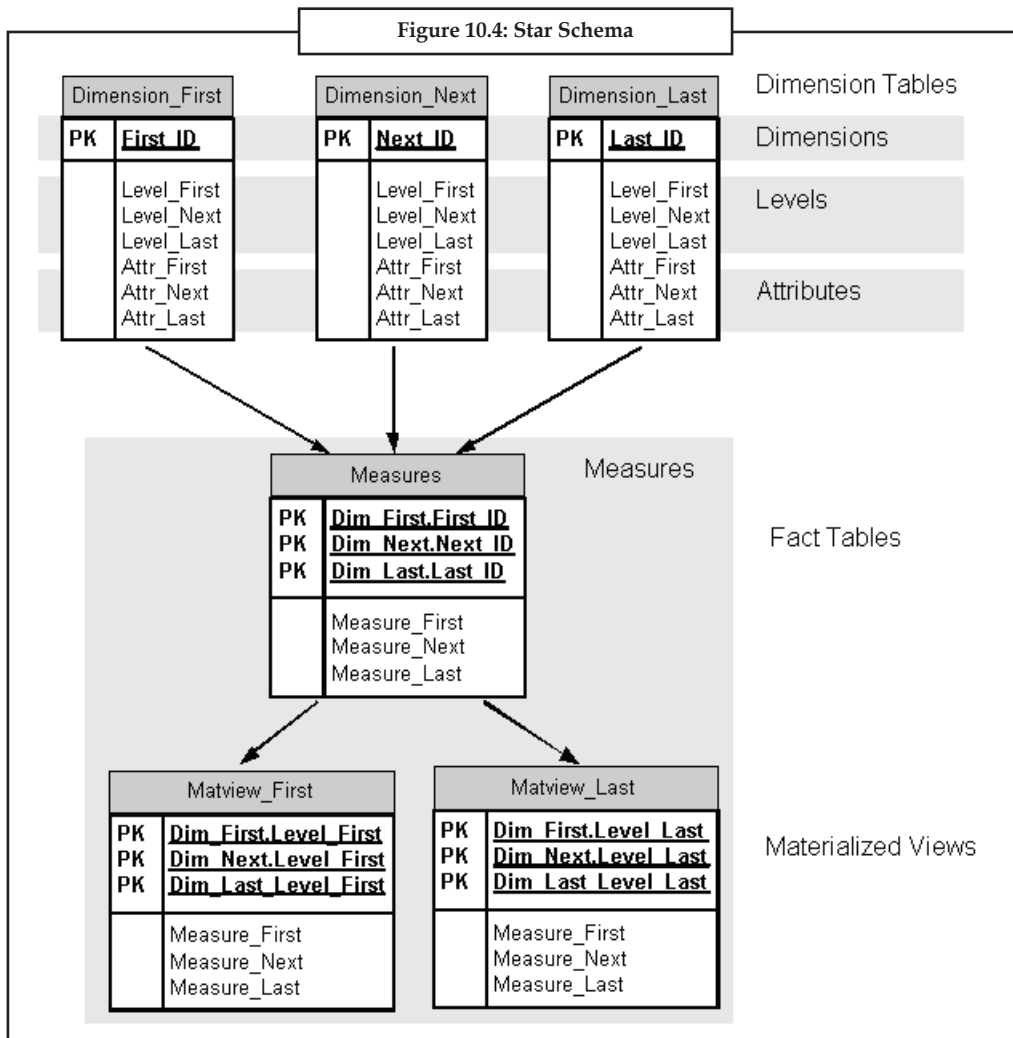 Figure 10.4: Star Schema
Dimension_First
Dimension_Next
Dimension_Last
Dimension Tables
PK First_ID
PK Next_ID
PK Last_ID
Dimensions
Level_First
Level_Next
Level_Last
Level_First
Level_Next
Level_Last
Level_First
Level_Next
Level_Last
Levels
Attr_First
Attr_Next
Attr_Last
Attr_First
Attr_Next
Attr_Last
Attr_First
Attr_Next
Attr_Last
Attributes
Measures
Measures
PK Dim_First.First_ID
PK Dim_Next.Next_ID
PK Dim_Last.Last_ID
Fact Tables
Measure_First
Measure_Next
Measure_Last
Matview_First
PK Dim_First.Level_First
PK Dim_Next.Level_First
PK Dim_Last_Level_First
Measure_First
Measure_Next
Measure_Last
Matview_Last
PK Dim_First.Level_Last
PK Dim_Next.Level_Last
PK Dim_Last_Level_Last
Measure_First
Measure_Next
Measure_Last
Materialized Views